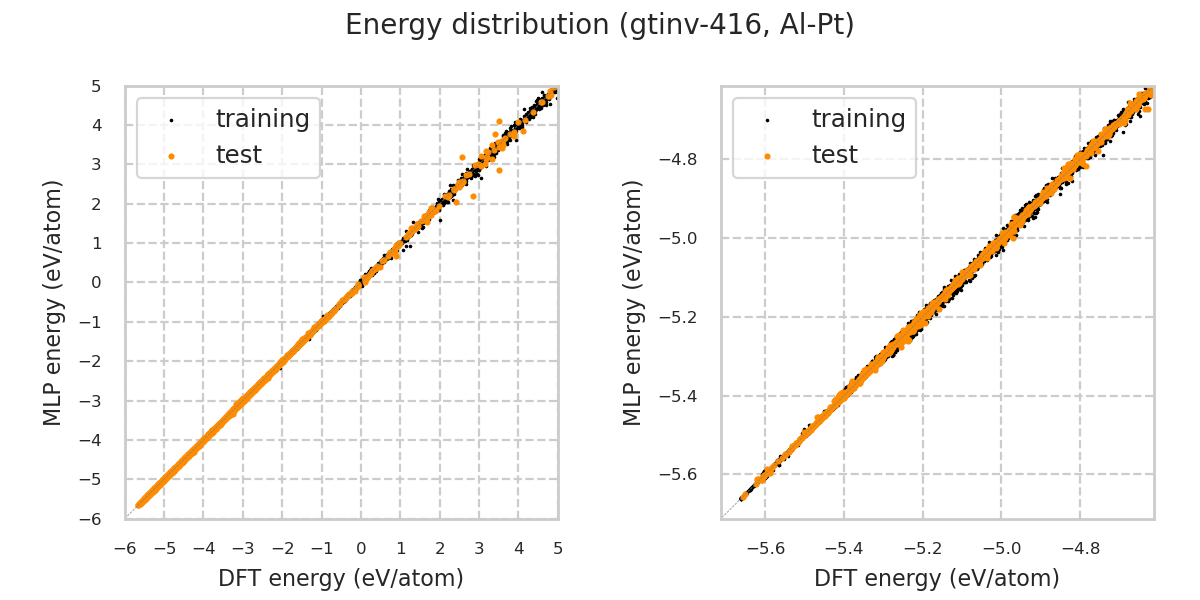 Energy distribution (gtinv-416, Al-Pt)
training
test
5
4
3
2
1
0
−1
−2
−3
−4
−5
−6
−6 −5 −4 −3 −2 −1 0 1 2 3 4 5
MLP energy (eV/atom)
DFT energy (eV/atom)
training
test
−4.8
−5.0
−5.2
−5.4
−5.6
−5.6 −5.4 −5.2 −5.0 −4.8
MLP energy (eV/atom)
DFT energy (eV/atom)